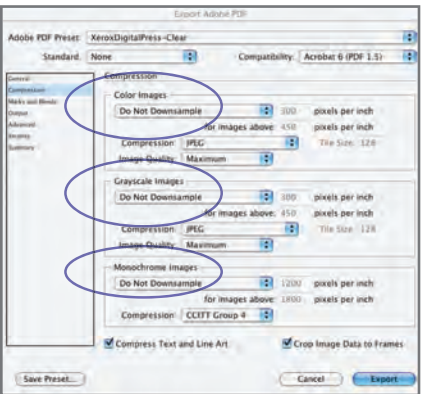 Export Adobe PDF
Adobe PDF Preset: XeroxDigitalPress-Clear
Standard: None Compatibility: Acrobat 6 (PDF 1.5)
General
Compression
Marks and Bleeds
Output
Advanced
Security
Summary
Compression
Color Images
Do Not Downsample 300 pixels per inch
for images above: 450 pixels per inch
Compression: JPEG Tile Size: 128
Image Quality: Maximum
Grayscale Images
Do Not Downsample 300 pixels per inch
for images above: 450 pixels per inch
Compression: JPEG Tile Size: 128
Image Quality: Maximum
Monochrome Images
Do Not Downsample 1200 pixels per inch
for images above: 1800 pixels per inch
Compression: CCITT Group 4
Compress Text and Line Art Crop Image Data to Frames
Save Preset... Cancel Export